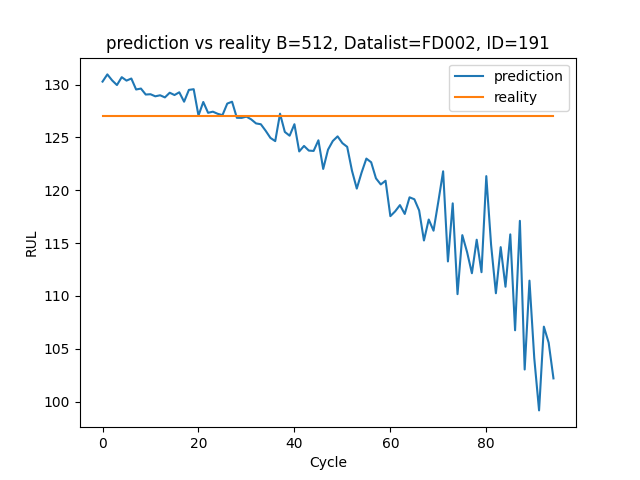 prediction vs reality B=512, Datalist=FD002, ID=191
prediction
reality
130
125
120
115
110
105
100
RUL
0
20
40
60
80
Cycle